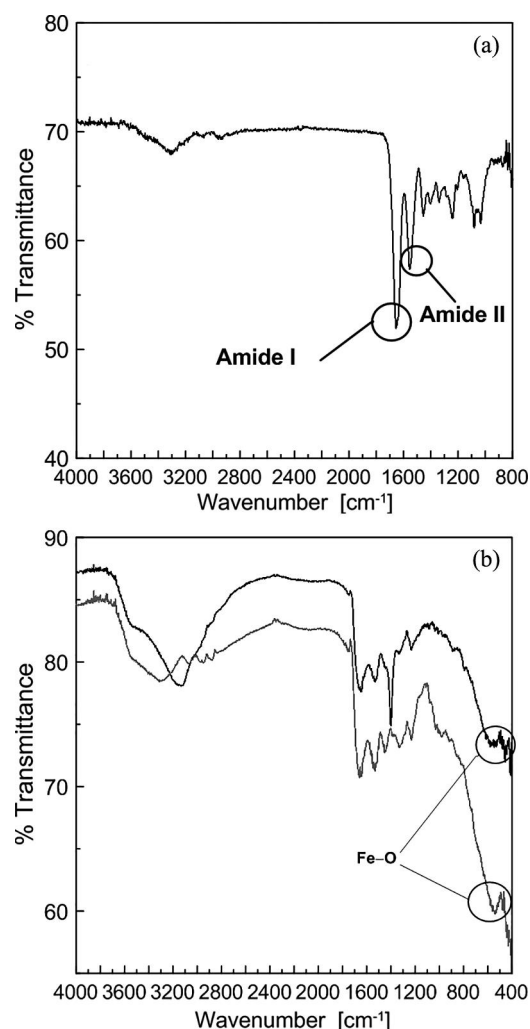 (a)
80
70
60
50
40
% Transmittance
Amide II
Amide I
4000 3600 3200 2800 2400 2000 1600 1200 800
Wavenumber [cm⁻¹]
(b)
90
80
70
60
% Transmittance
Fe–O
4000 3600 3200 2800 2400 2000 1600 1200 800 400
Wavenumber [cm⁻¹]